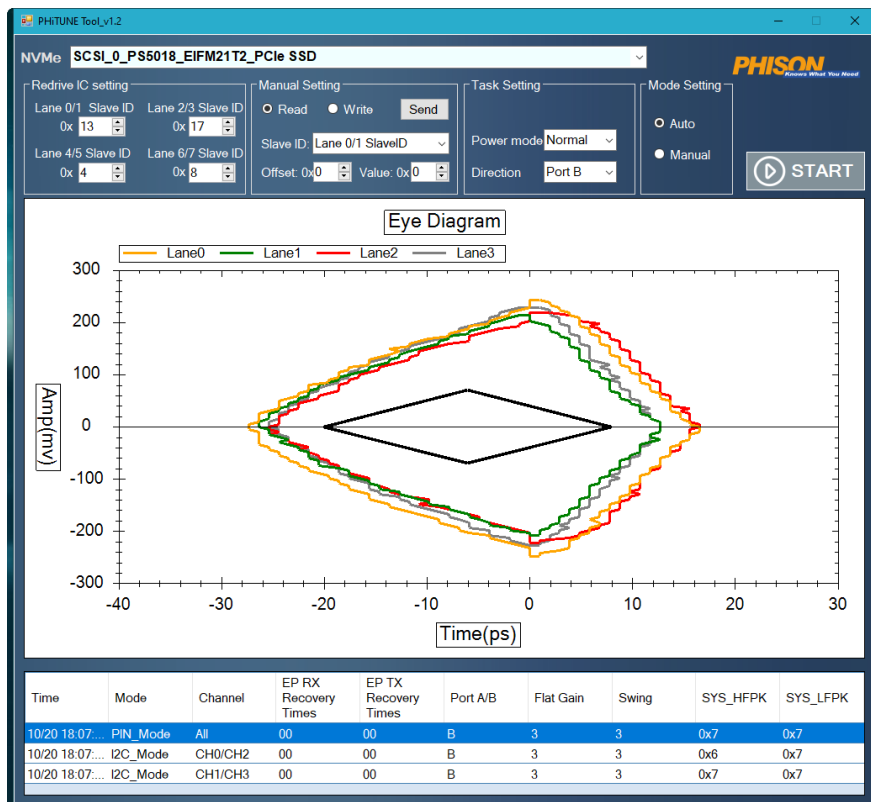 PHiTUNE Tool_v1.2
NVMe SCSI_0_PS5018_EIFM21T2_PCIe SSD
PHISON
Knows What You Need
Redrive IC setting
Lane 0/1 Slave ID Lane 2/3 Slave ID
0x 13 0x 17
Lane 4/5 Slave ID Lane 6/7 Slave ID
0x 4 0x 8
Manual Setting
Read Write Send
Slave ID: Lane 0/1 SlaveID
Offset: 0x 0 Value: 0x 0
Task Setting
Power mode Normal
Direction Port B
Mode Setting
Auto
Manual
START
Eye Diagram
Lane0 Lane1 Lane2 Lane3
300
200
100
0
-100
-200
-300
Amp(mv)
-40 -30 -20 -10 0 10 20 30
Time(ps)
Time Mode Channel EP RX Recovery Times EP TX Recovery Times Port A/B Flat Gain Swing SYS_HFPK SYS_LFPK
10/20 18:07:... PIN_Mode All 00 00 B 3 3 0x7 0x7
10/20 18:07:... I2C_Mode CH0/CH2 00 00 B 3 3 0x6 0x7
10/20 18:07:... I2C_Mode CH1/CH3 00 00 B 3 3 0x7 0x7